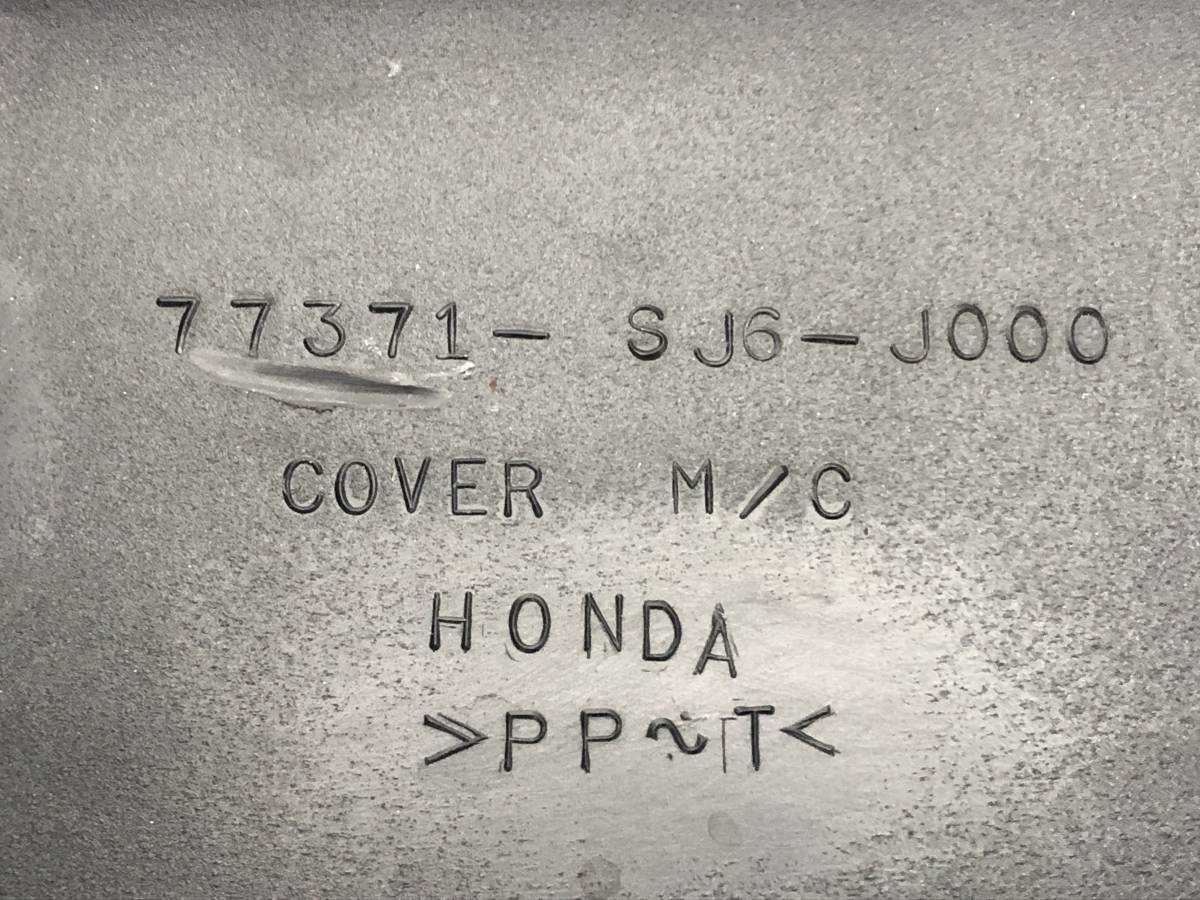 77371- SJ6-J000
COVER M/C
HONDA
>PP~T<